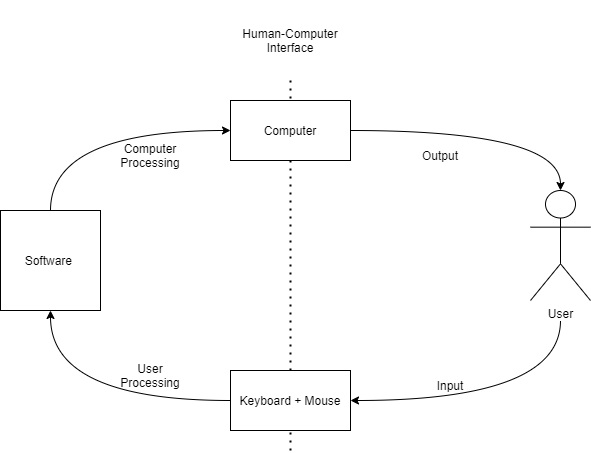 Human-Computer
Interface
Computer
Computer
Processing
Output
Software
User
User
Processing
Input
Keyboard + Mouse